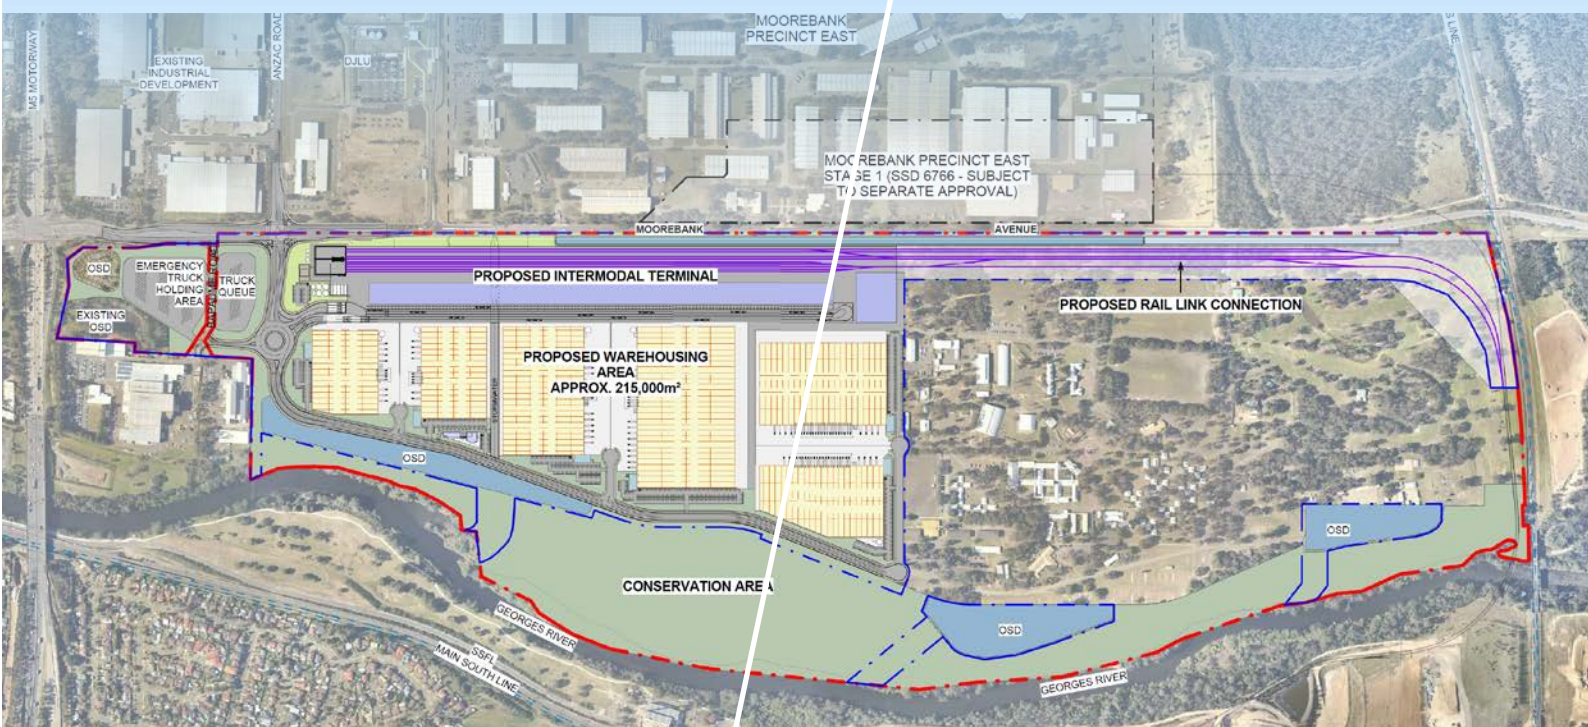 MOOREBANK
PRECINCT EAST
M5 MOTORWAY
EXISTING
INDUSTRIAL
DEVELOPMENT
ANZAC ROAD
DJLU
S LINE
MOOREBANK PRECINCT EAST
STAGE 1 (SSD 6766 - SUBJECT
TO SEPARATE APPROVAL)
MOOREBANK
AVENUE
OSD
EMERGENCY
TRUCK
HOLDING
AREA
TRUCK
QUEUE
EXISTING
OSD
PROPOSED INTERMODAL TERMINAL
PROPOSED RAIL LINK CONNECTION
PROPOSED WAREHOUSING
AREA
APPROX. 215,000m²
OSD
CONSERVATION AREA
OSD
OSD
GEORGES RIVER
SSFL
MAIN SOUTH LINE
GEORGES RIVER